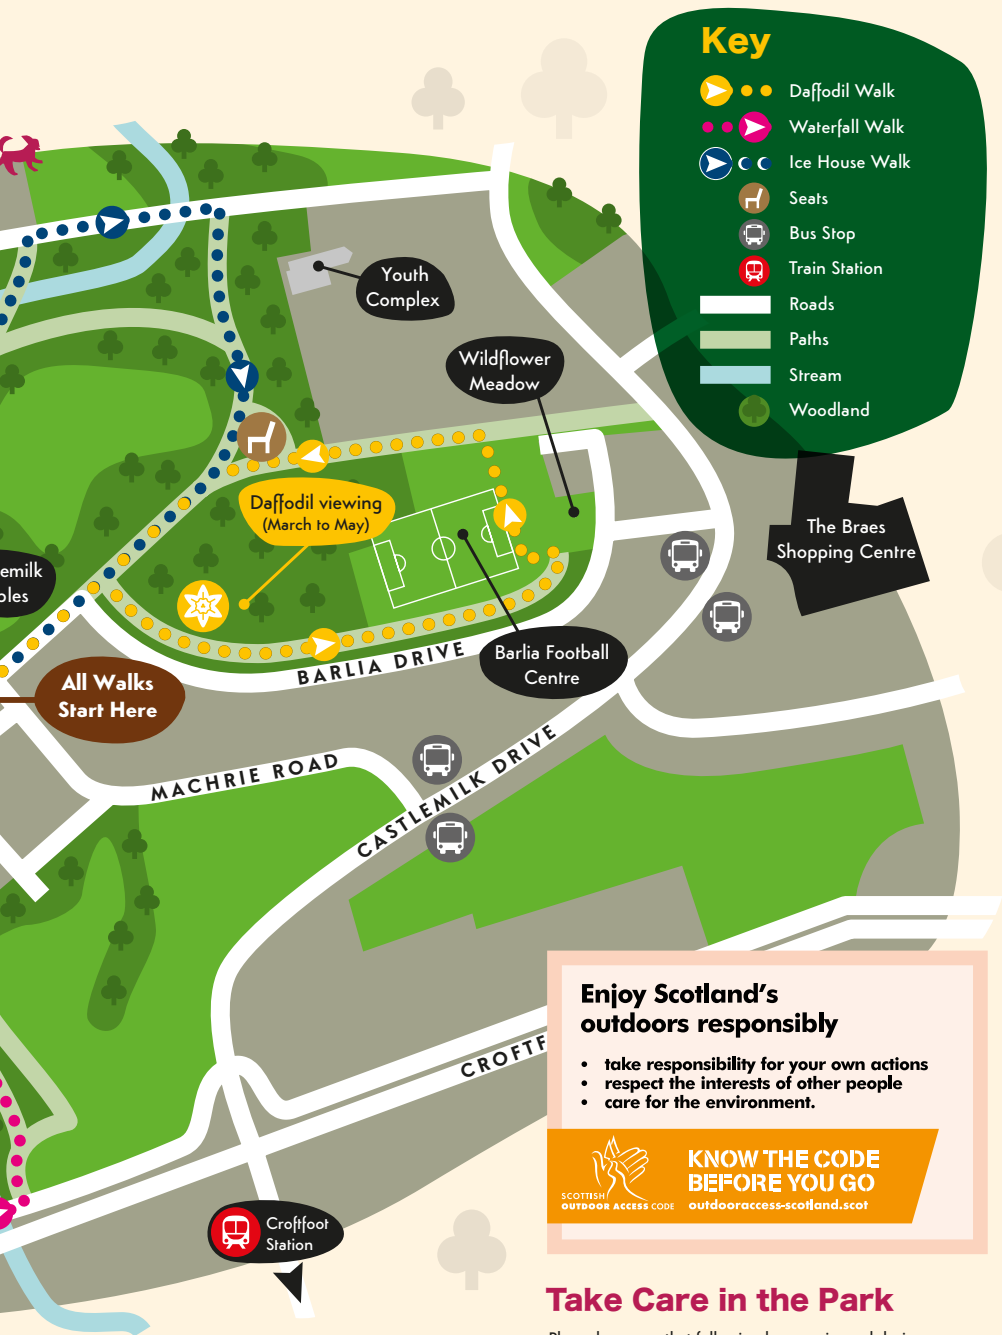 Key
Daffodil Walk
Waterfall Walk
Ice House Walk
Seats
Bus Stop
Train Station
Roads
Paths
Stream
Woodland
Youth
Complex
Wildflower
Meadow
Daffodil viewing
(March to May)
The Braes
Shopping Centre
emilk
Barlia Football
Centre
BARLIA DRIVE
All Walks
Start Here
MACHRIE ROAD
CASTLEMILK DRIVE
CROFTF
Croftfoot
Station
Enjoy Scotland's
outdoors responsibly
• take responsibility for your own actions
• respect the interests of other people
• care for the environment.
SCOTTISH
OUTDOOR ACCESS CODE
KNOW THE CODE
BEFORE YOU GO
outdooraccess-scotland.scot
Take Care in the Park